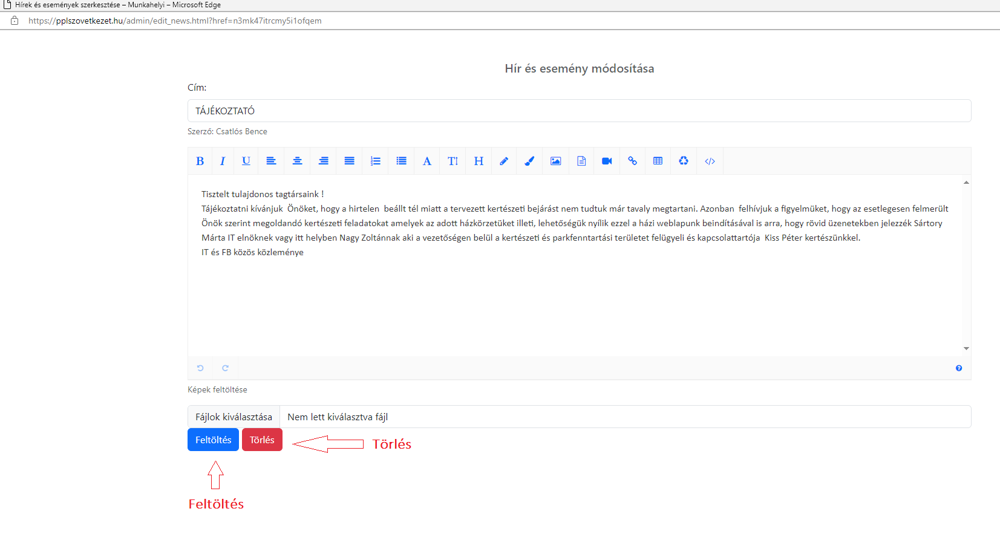 Hírek és események szerkesztése – Munkahelyi – Microsoft Edge
https://pplszovetkezet.hu/admin/edit_news.html?href=n3mk47itrcmy5i1ofqem
Hír és esemény módosítása
Cím:
TÁJÉKOZTATÓ
Szerző: Csatlós Bence
B I U A T H </>
Tisztelt tulajdonos tagtársaink !
Tájékoztatni kívánjuk  Önöket, hogy a hirtelen  beállt tél miatt a tervezett kertészeti bejárást nem tudtuk már tavaly megtartani. Azonban  felhívjuk a figyelmüket, hogy az esetlegesen felmerült
Önök szerint megoldandó kertészeti feladatokat amelyek az adott házkörzetüket illeti, lehetőségük nyílik ezzel a házi weblapunk beindításával is arra, hogy rövid üzenetekben jelezzék Sártory
Márta IT elnöknek vagy itt helyben Nagy Zoltánnak aki a vezetőségen belül a kertészeti és parkfenntartási területet felügyeli és kapcsolattartója  Kiss Péter kertészünkkel.
IT és FB közös közleménye
Képek feltöltése
Fájlok kiválasztása Nem lett kiválasztva fájl
Feltöltés Törlés Törlés
Feltöltés